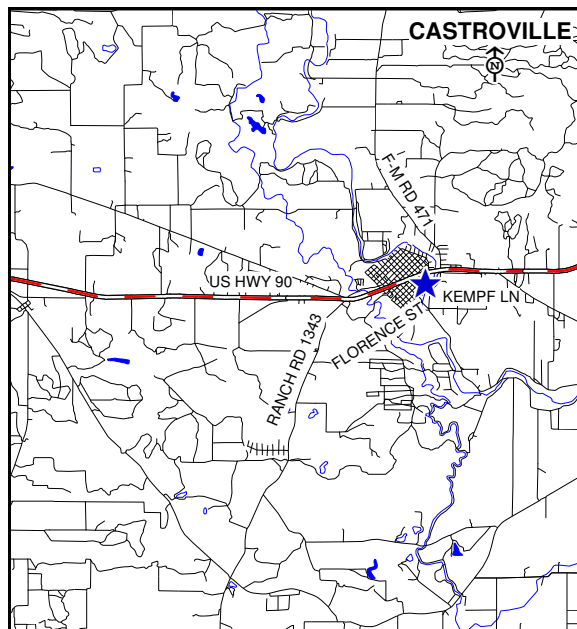 CASTROVILLE
N
F-M RD 471
US HWY 90
KEMPF LN
FLORENCE ST.
RANCH RD 1343